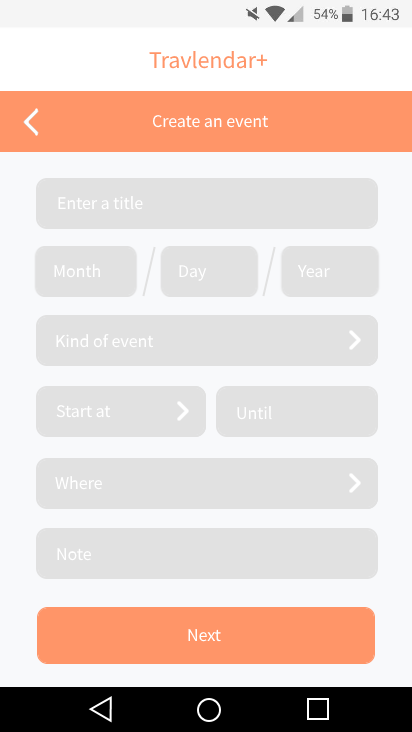 54% 16:43
Travlendar+
Create an event
Enter a title
Month / Day / Year
Kind of event
Start at Until
Where
Note
Next